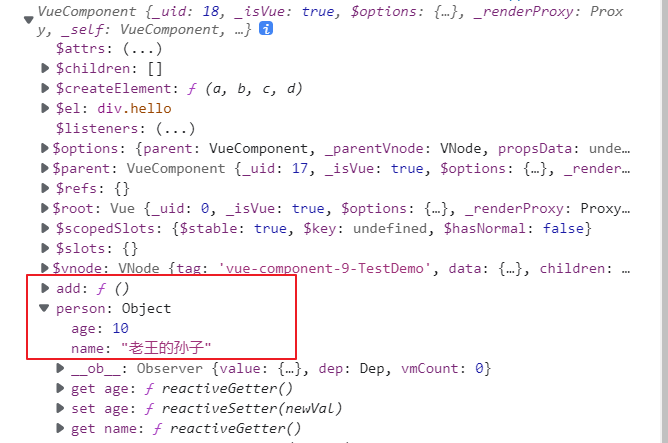 VueComponent {_uid: 18, _isVue: true, $options: {…}, _renderProxy: Prox
y, _self: VueComponent, …} i
$attrs: (...)
$children: []
$createElement: ƒ (a, b, c, d)
$el: div.hello
$listeners: (...)
$options: {parent: VueComponent, _parentVnode: VNode, propsData: unde…
$parent: VueComponent {_uid: 17, _isVue: true, $options: {…}, _render…
$refs: {}
$root: Vue {_uid: 0, _isVue: true, $options: {…}, _renderProxy: Proxy…
$scopedSlots: {$stable: true, $key: undefined, $hasNormal: false}
$slots: {}
$vnode: VNode {tag: 'vue-component-9-TestDemo', data: {…}, children: …
add: ƒ ()
person: Object
age: 10
name: "老王的孙子"
__ob__: Observer {value: {…}, dep: Dep, vmCount: 0}
get age: ƒ reactiveGetter()
set age: ƒ reactiveSetter(newVal)
get name: ƒ reactiveGetter()